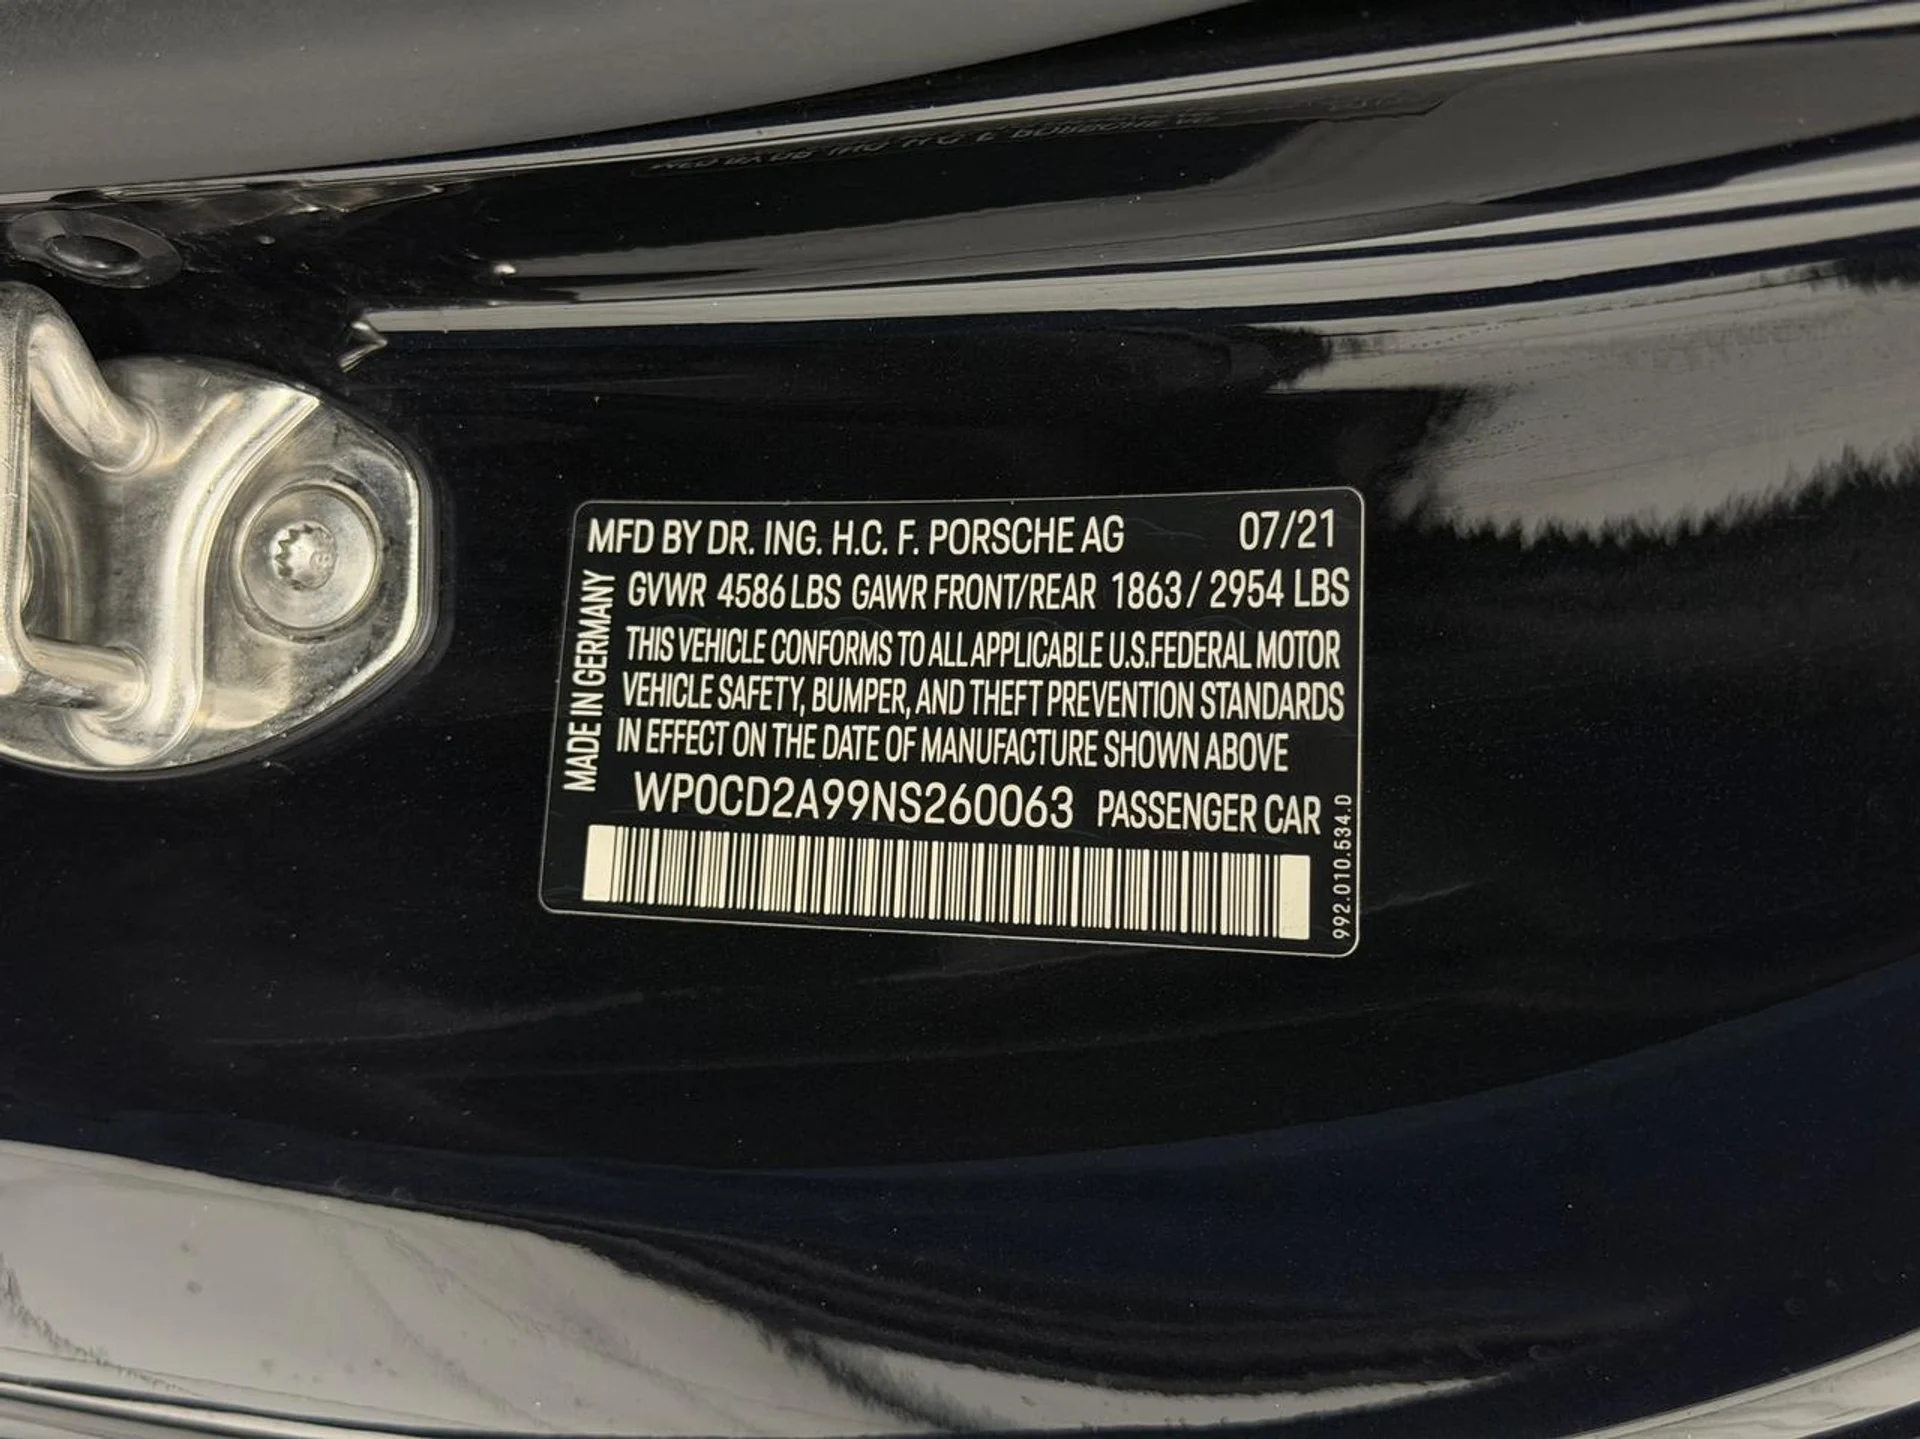 MFD BY DR. ING. H.C. F. PORSCHE AG 07/21
GVWR 4586 LBS GAWR FRONT/REAR 1863 / 2954 LBS
THIS VEHICLE CONFORMS TO ALL APPLICABLE U.S. FEDERAL MOTOR
VEHICLE SAFETY, BUMPER, AND THEFT PREVENTION STANDARDS
IN EFFECT ON THE DATE OF MANUFACTURE SHOWN ABOVE
WP0CD2A99NS260063 PASSENGER CAR
MADE IN GERMANY
992.010.534.D